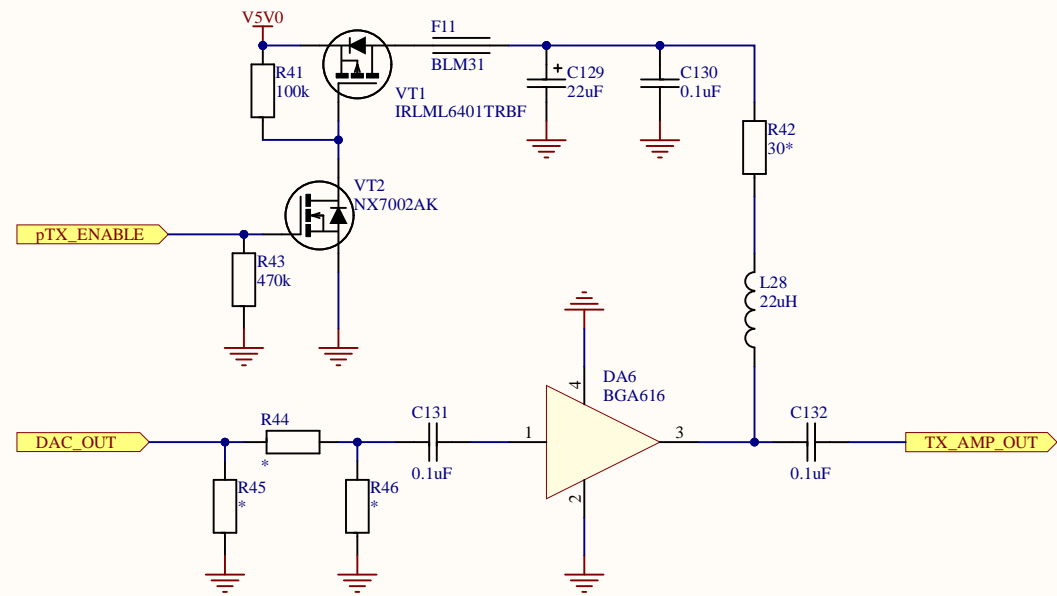 V5V0
F11
BLM31
R41
100k
VT1
IRLML6401TRBF
C129
22uF
C130
0.1uF
R42
30*
VT2
NX7002AK
pTX_ENABLE
R43
470k
L28
22uH
DA6
BGA616
4
1
3
2
DAC_OUT
R44
*
C131
0.1uF
C132
0.1uF
TX_AMP_OUT
R45
*
R46
*